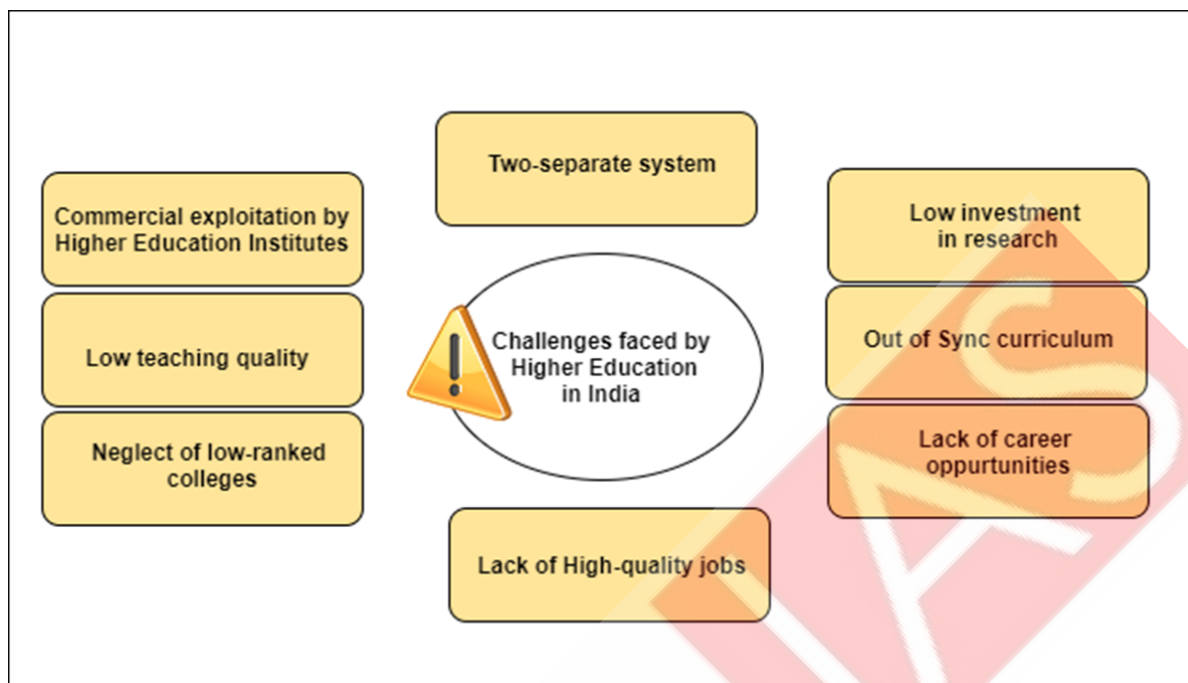 Two-separate system
Commercial exploitation by
Higher Education Institutes
Low teaching quality
Neglect of low-ranked
colleges
Challenges faced by
Higher Education
in India
Low investment
in research
Out of Sync curriculum
Lack of career
oppurtunities
Lack of High-quality jobs
IAS